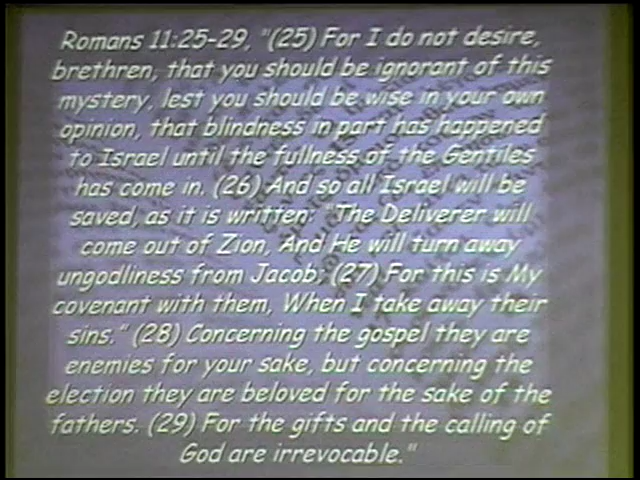 Romans 11:25-29, "(25) For I do not desire,
brethren, that you should be ignorant of this
mystery, lest you should be wise in your own
opinion, that blindness in part has happened
to Israel until the fullness of the Gentiles
has come in. (26) And so all Israel will be
saved, as it is written: "The Deliverer will
come out of Zion, And He will turn away
ungodliness from Jacob; (27) For this is My
covenant with them, When I take away their
sins." (28) Concerning the gospel they are
enemies for your sake, but concerning the
election they are beloved for the sake of the
fathers. (29) For the gifts and the calling of
God are irrevocable."